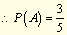 ∴ P(A) = 3/5